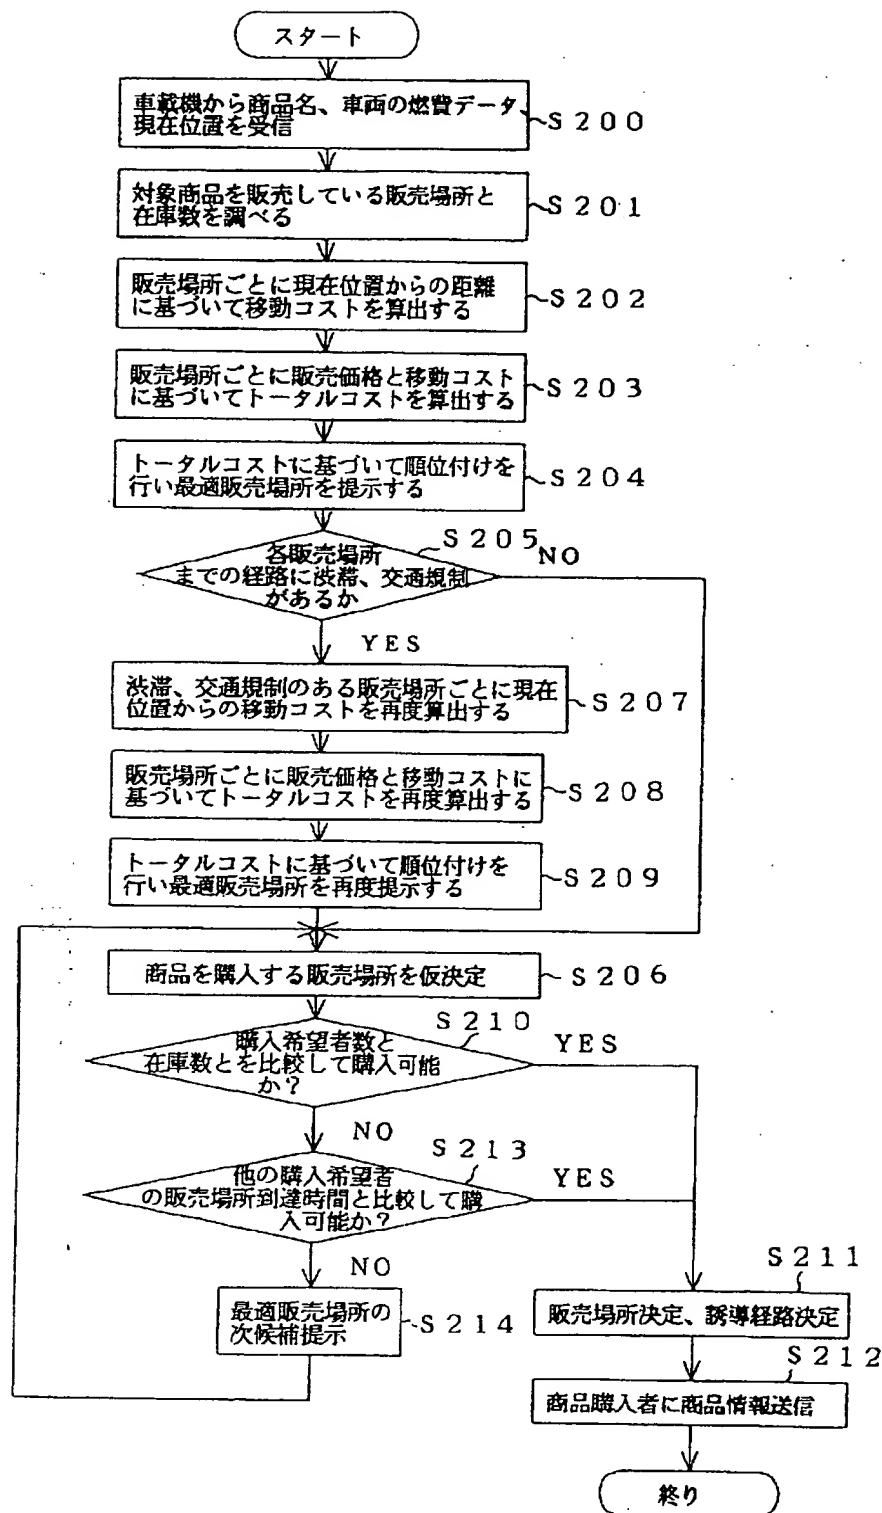 スタート
車載機から商品名、車両の燃費データ、
現在位置を受信
S200
対象商品を販売している販売場所と
在庫数を調べる
S201
販売場所ごとに現在位置からの距離
に基づいて移動コストを算出する
S202
販売場所ごとに販売価格と移動コスト
に基づいてトータルコストを算出する
S203
トータルコストに基づいて順位付けを
行い最適販売場所を提示する
S204
各販売場所
までの経路に渋滞、交通規制
があるか
S205
NO
YES
渋滞、交通規制のある販売場所ごとに現在
位置からの移動コストを再度算出する
S207
販売場所ごとに販売価格と移動コストに
基づいてトータルコストを再度算出する
S208
トータルコストに基づいて順位付けを
行い最適販売場所を再度提示する
S209
商品を購入する販売場所を仮決定
S206
購入希望者数と
在庫数とを比較して購入可能
か?
S210
YES
NO
他の購入希望者
の販売場所到達時間と比較して購
入可能か?
S213
YES
NO
最適販売場所の
次候補提示
S214
S211
販売場所決定、誘導経路決定
S212
商品購入者に商品情報送信
終り